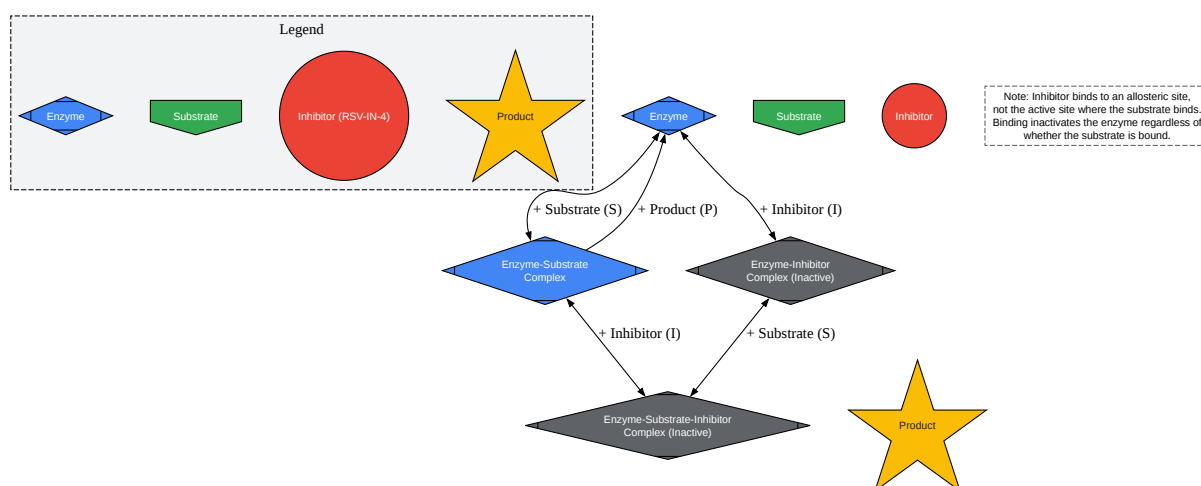 Legend
Enzyme
Substrate
Inhibitor (RSV-IN-4)
Product
Enzyme
Substrate
Inhibitor
Note: Inhibitor binds to an allosteric site,
not the active site where the substrate binds.
Binding inactivates the enzyme regardless of
whether the substrate is bound.
+ Substrate (S)
+ Product (P)
+ Inhibitor (I)
Enzyme-Substrate
Complex
Enzyme-Inhibitor
Complex (Inactive)
+ Inhibitor (I)
+ Substrate (S)
Enzyme-Substrate-Inhibitor
Complex (Inactive)
Product